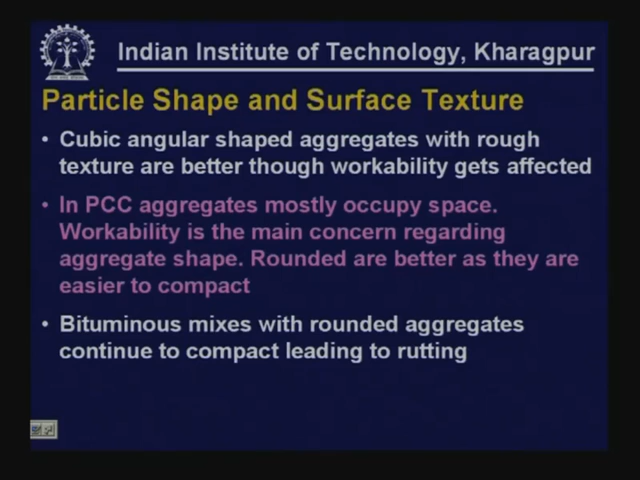 Indian Institute of Technology, Kharagpur
Particle Shape and Surface Texture
• Cubic angular shaped aggregates with rough
texture are better though workability gets affected
• In PCC aggregates mostly occupy space.
Workability is the main concern regarding
aggregate shape. Rounded are better as they are
easier to compact
• Bituminous mixes with rounded aggregates
continue to compact leading to rutting